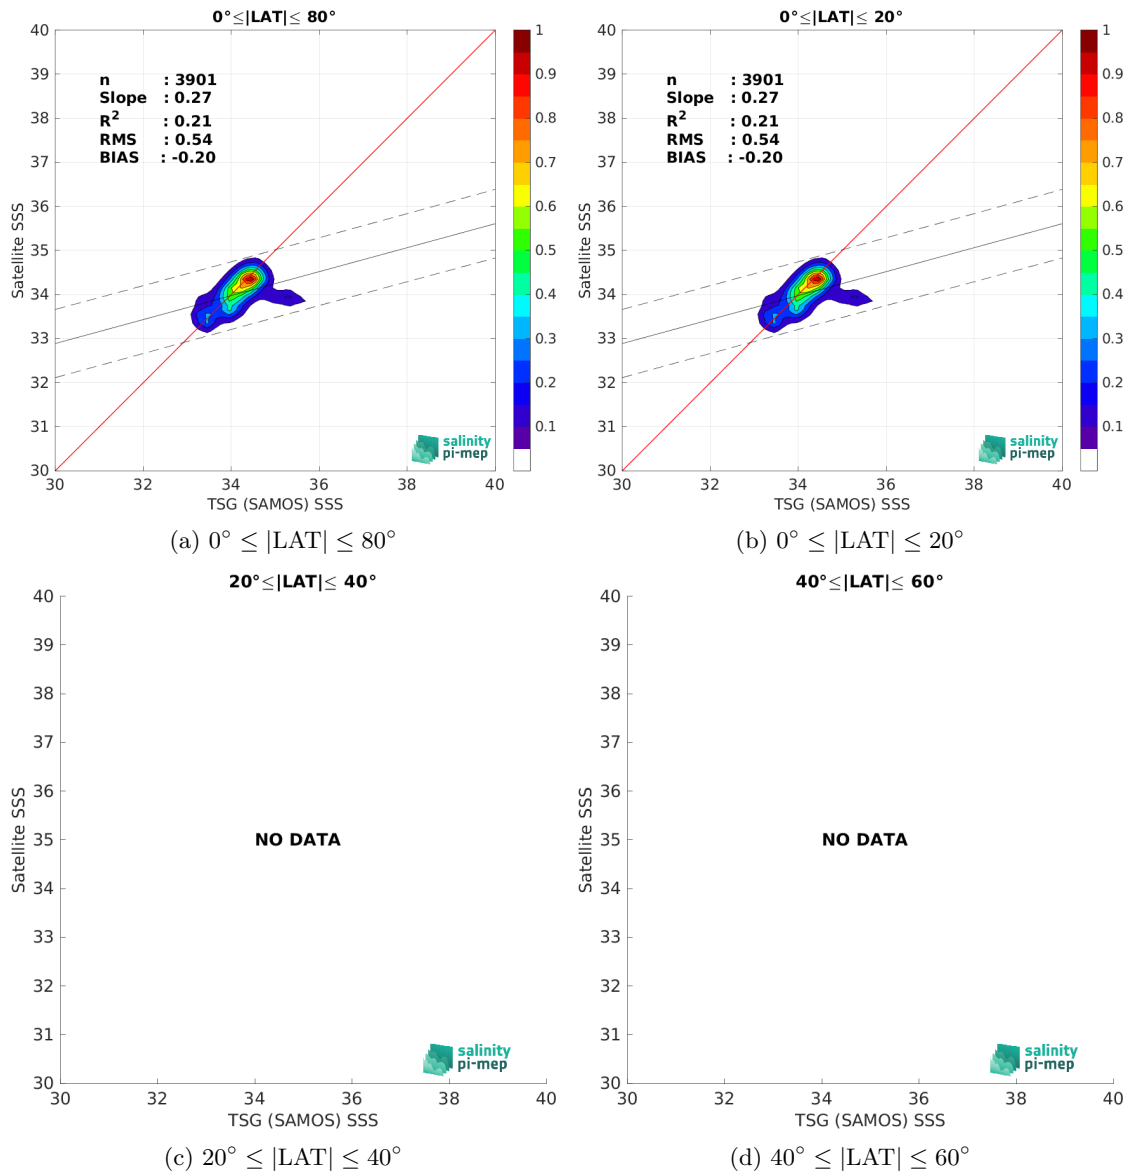 0°≤|LAT|≤ 80°
40
39
38
37
36
35
34
33
32
31
30
Satellite SSS
n : 3901
Slope : 0.27
R² : 0.21
RMS : 0.54
BIAS : -0.20
1
0.9
0.8
0.7
0.6
0.5
0.4
0.3
0.2
0.1
salinity
pi-mep
30 32 34 36 38 40
TSG (SAMOS) SSS
(a) 0° ≤ |LAT| ≤ 80°
0°≤|LAT|≤ 20°
40
39
38
37
36
35
34
33
32
31
30
Satellite SSS
n : 3901
Slope : 0.27
R² : 0.21
RMS : 0.54
BIAS : -0.20
1
0.9
0.8
0.7
0.6
0.5
0.4
0.3
0.2
0.1
salinity
pi-mep
30 32 34 36 38 40
TSG (SAMOS) SSS
(b) 0° ≤ |LAT| ≤ 20°
20°≤|LAT|≤ 40°
40
39
38
37
36
35
34
33
32
31
30
Satellite SSS
NO DATA
salinity
pi-mep
30 32 34 36 38 40
TSG (SAMOS) SSS
(c) 20° ≤ |LAT| ≤ 40°
40°≤|LAT|≤ 60°
40
39
38
37
36
35
34
33
32
31
30
Satellite SSS
NO DATA
salinity
pi-mep
30 32 34 36 38 40
TSG (SAMOS) SSS
(d) 40° ≤ |LAT| ≤ 60°